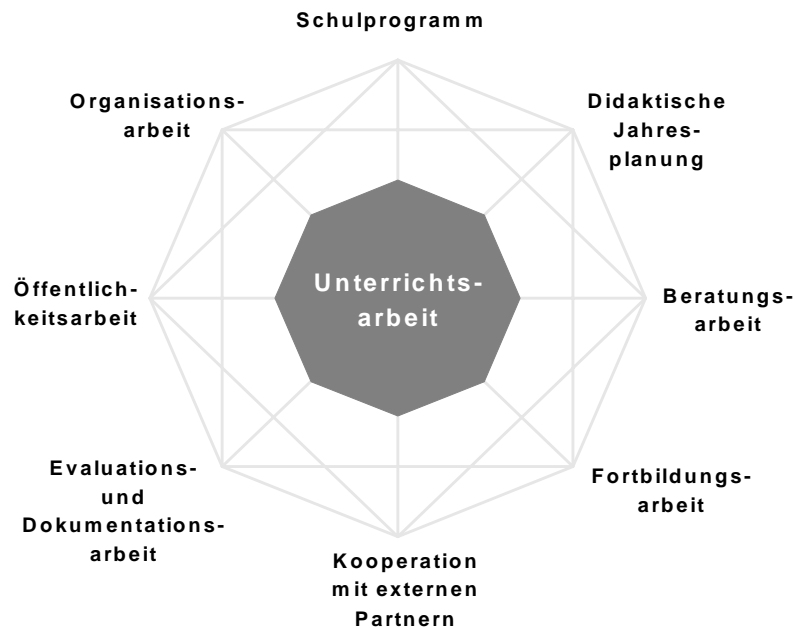 Schulprogramm
Organisations-
arbeit
Didaktische
Jahres-
planung
Öffentlich-
keitsarbeit
Unterrichts-
arbeit
Beratungs-
arbeit
Evaluations-
und
Dokumentations-
arbeit
Fortbildungs-
arbeit
Kooperation
mit externen
Partnern